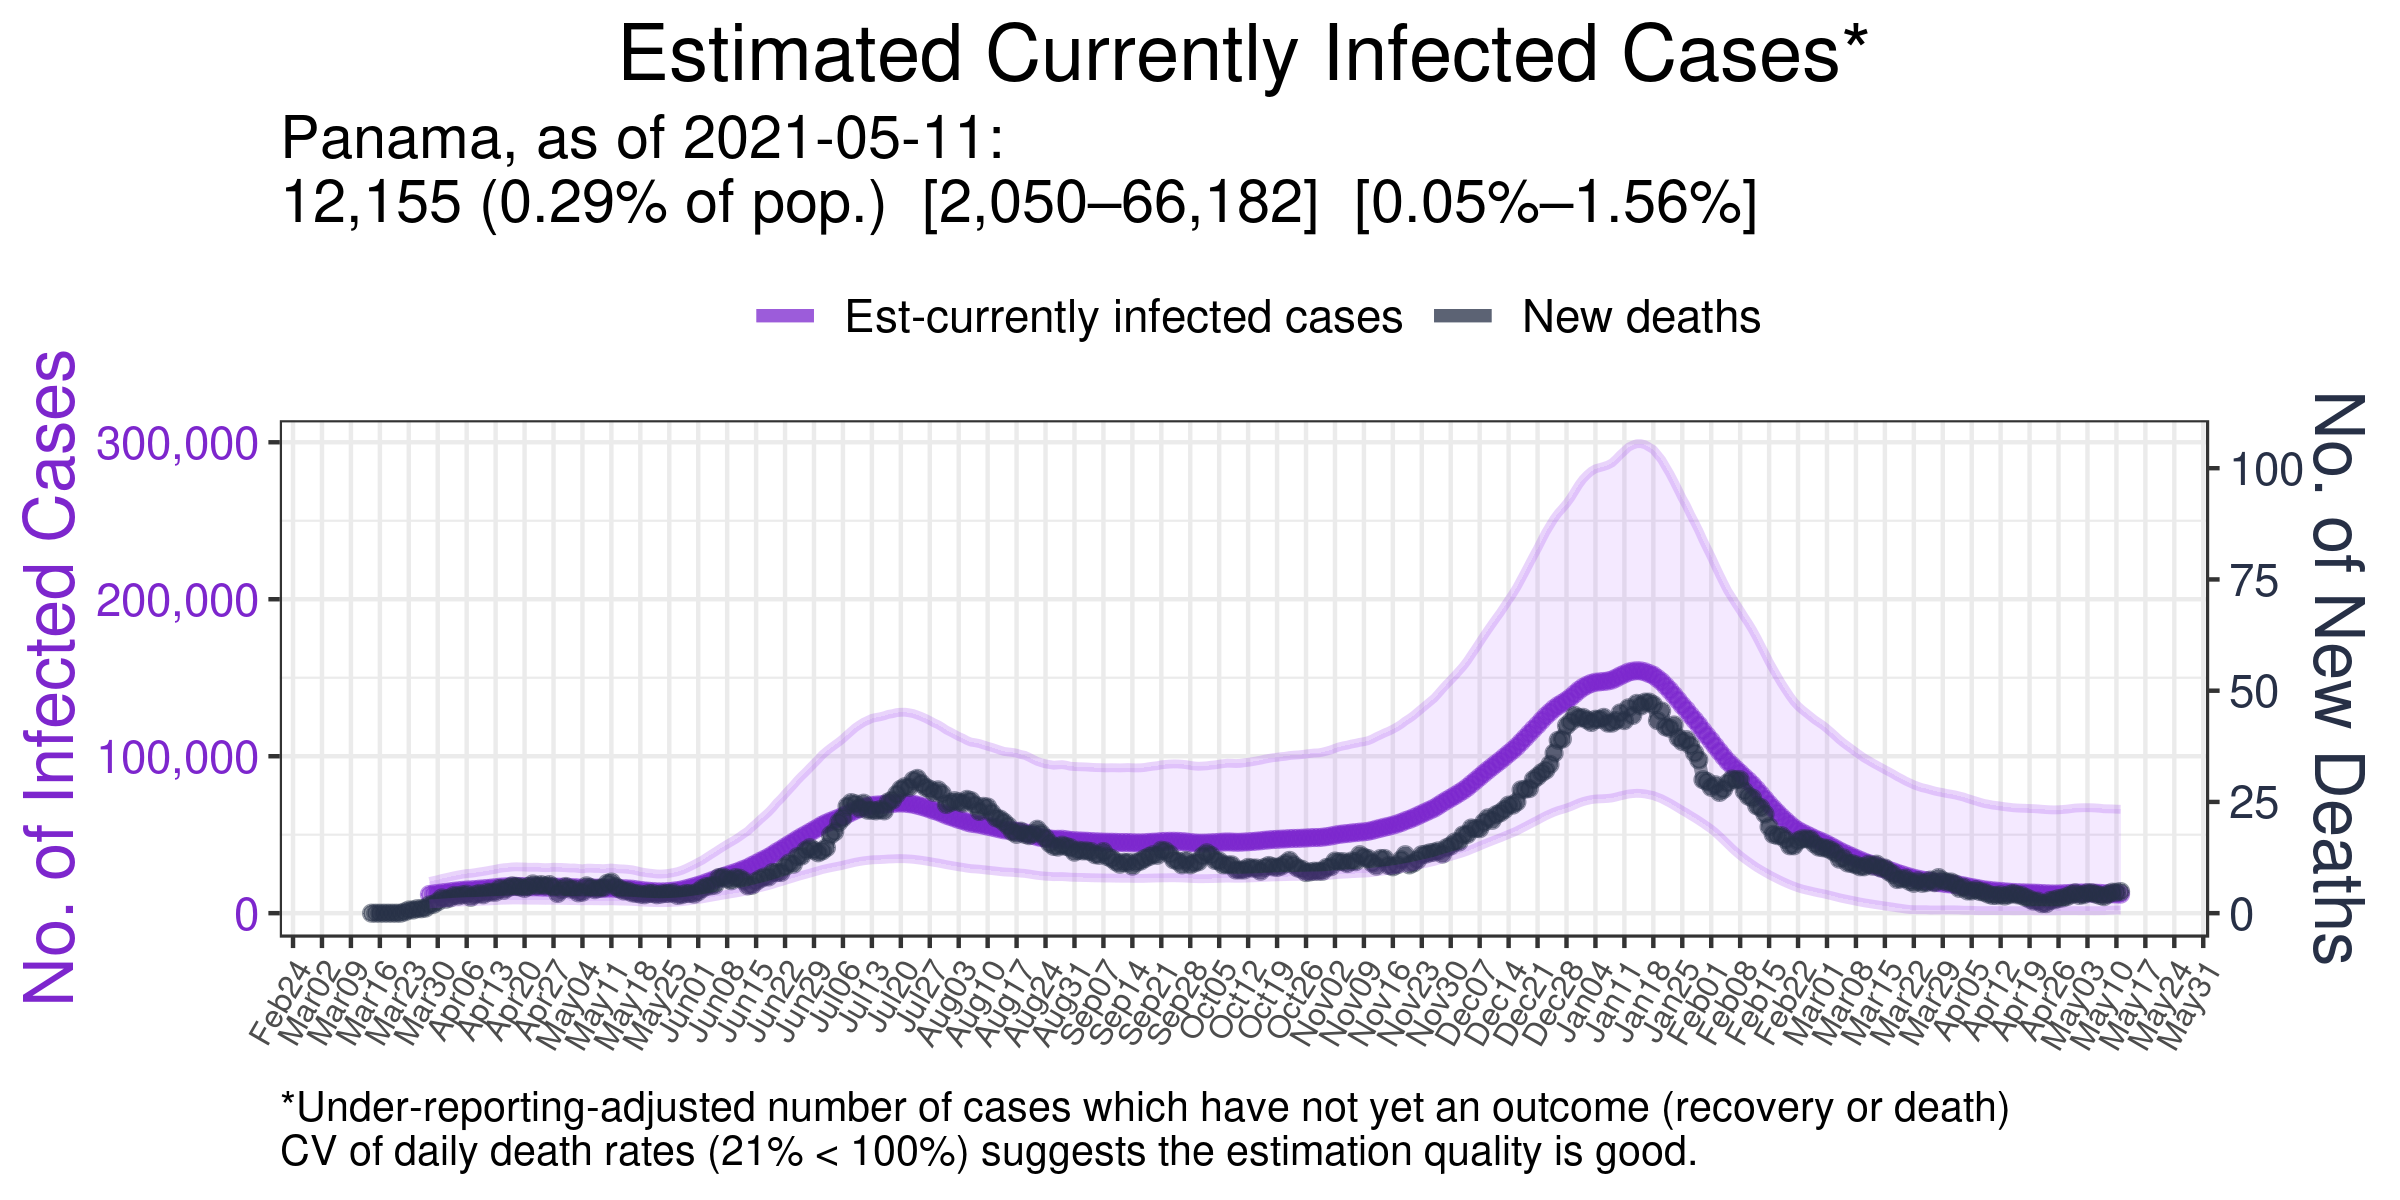 Estimated Currently Infected Cases*
Panama, as of 2021-05-11:
12,155 (0.29% of pop.) [2,050–66,182] [0.05%–1.56%]
Est-currently infected cases
New deaths
No. of Infected Cases
300,000
200,000
100,000
0
100
75
50
25
0
No. of New Deaths
Feb24
Mar02
Mar09
Mar16
Mar23
Mar30
Apr06
Apr13
Apr20
Apr27
May04
May11
May18
May25
Jun01
Jun08
Jun15
Jun22
Jun29
Jul06
Jul13
Jul20
Jul27
Aug03
Aug10
Aug17
Aug24
Aug31
Sep07
Sep14
Sep21
Sep28
Oct05
Oct12
Oct19
Oct26
Nov02
Nov09
Nov16
Nov23
Nov30
Dec07
Dec14
Dec21
Dec28
Jan04
Jan11
Jan18
Jan25
Feb01
Feb08
Feb15
Feb22
Mar01
Mar08
Mar15
Mar22
Mar29
Apr05
Apr12
Apr19
Apr26
May03
May10
May17
May24
May31
*Under-reporting-adjusted number of cases which have not yet an outcome (recovery or death)
CV of daily death rates (21% < 100%) suggests the estimation quality is good.